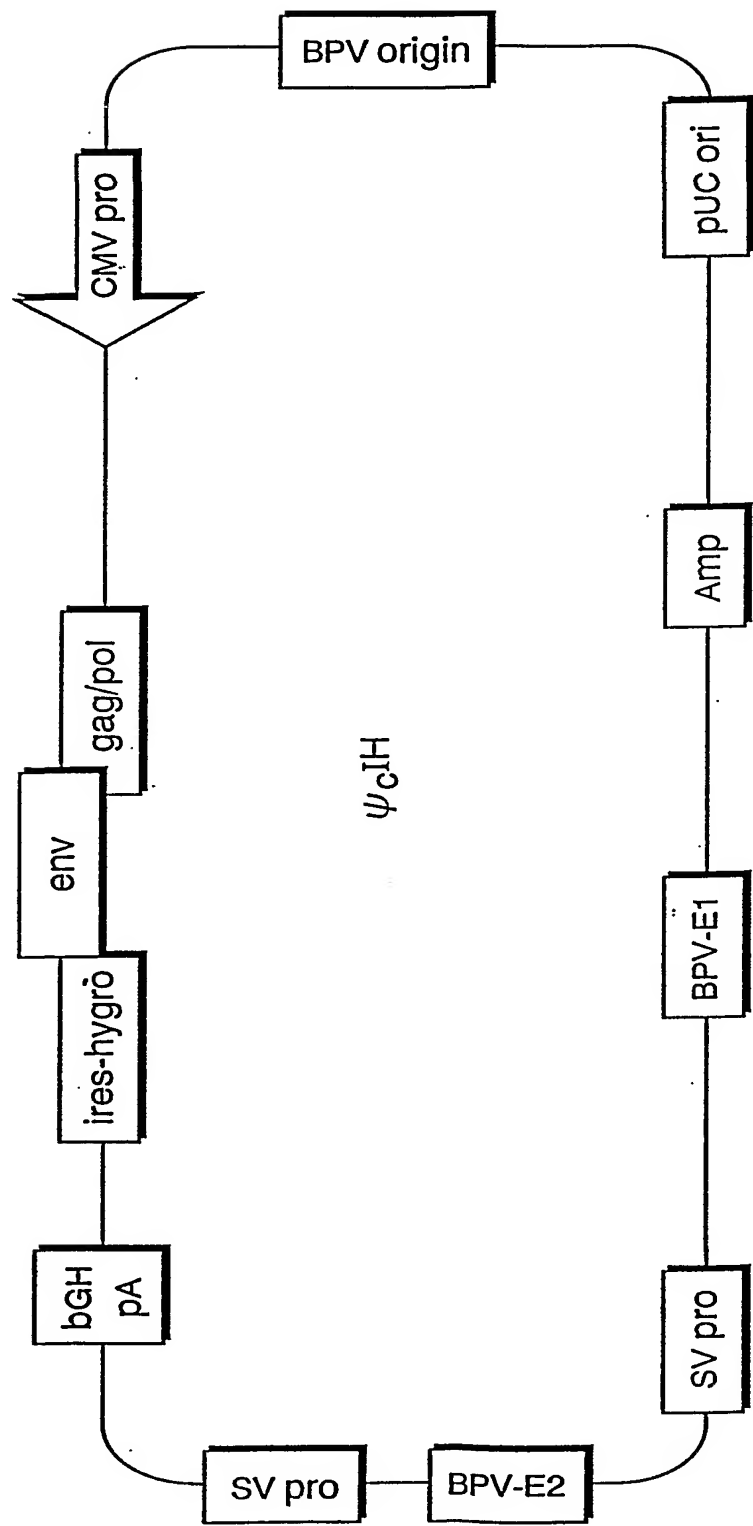 BPV origin
CMV pro
pUC ori
gag/pol
env
ires-hygro
Amp
ψcIH
BPV-E1
bGH
pA
SV pro
BPV-E2
SV pro